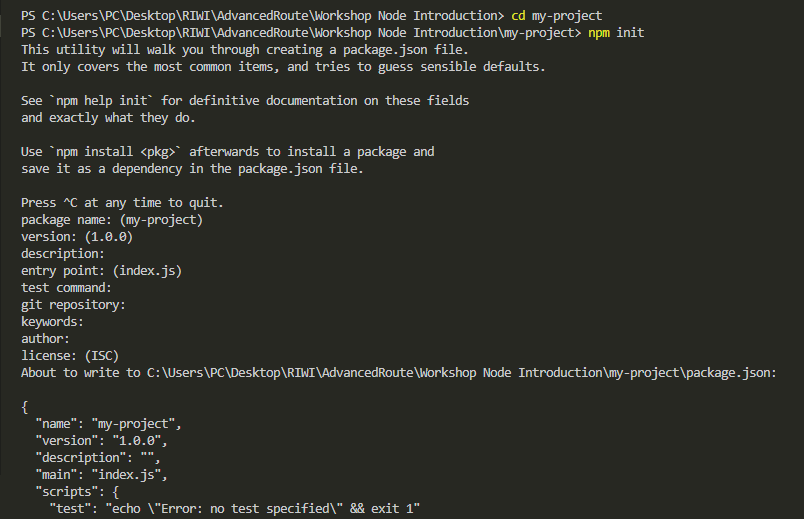 PS C:\Users\PC\Desktop\RIWI\AdvancedRoute\Workshop Node Introduction> cd my-project
PS C:\Users\PC\Desktop\RIWI\AdvancedRoute\Workshop Node Introduction\my-project> npm init
This utility will walk you through creating a package.json file.
It only covers the most common items, and tries to guess sensible defaults.

See `npm help init` for definitive documentation on these fields
and exactly what they do.

Use `npm install <pkg>` afterwards to install a package and
save it as a dependency in the package.json file.

Press ^C at any time to quit.
package name: (my-project)
version: (1.0.0)
description:
entry point: (index.js)
test command:
git repository:
keywords:
author:
license: (ISC)
About to write to C:\Users\PC\Desktop\RIWI\AdvancedRoute\Workshop Node Introduction\my-project\package.json:

{
  "name": "my-project",
  "version": "1.0.0",
  "description": "",
  "main": "index.js",
  "scripts": {
    "test": "echo \"Error: no test specified\" && exit 1"